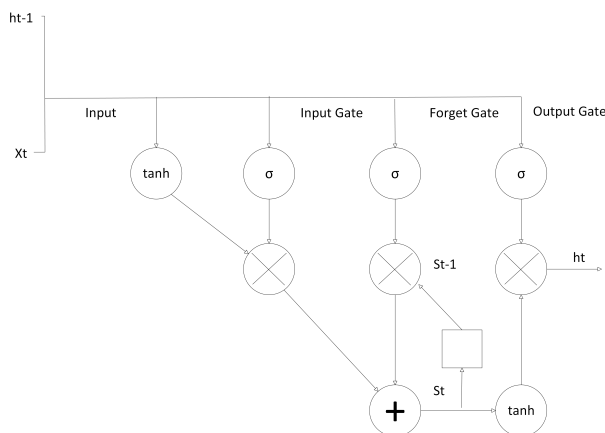 ht-1
Input
Input Gate
Forget Gate
Output Gate
Xt
tanh
σ
σ
σ
St-1
ht
St
+
tanh